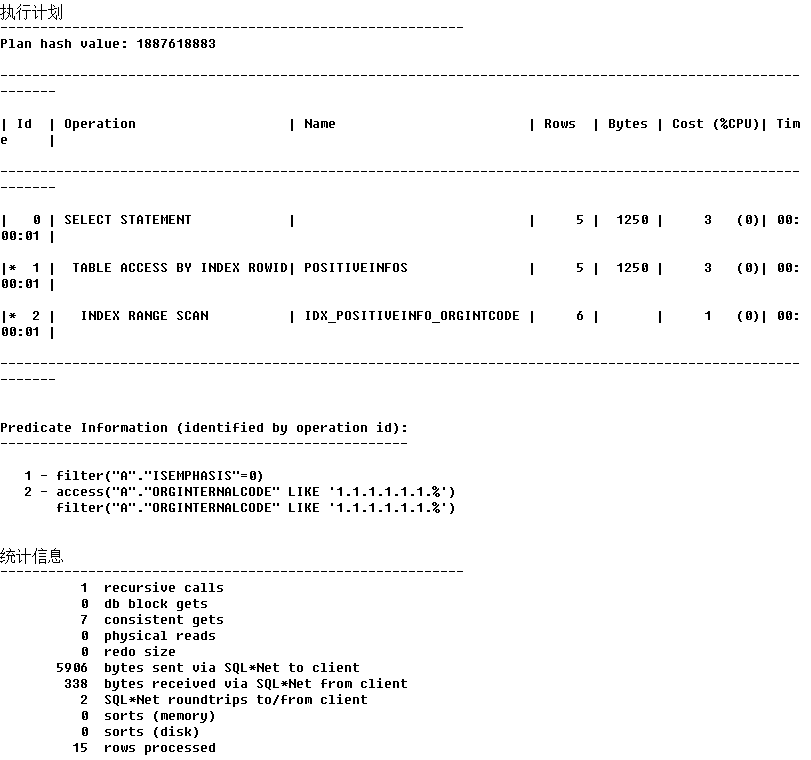 执行计划
----------------------------------------------------------
Plan hash value: 1887618883
----------------------------------------------------------------------------------------------------
-------
| Id  | Operation                   | Name                        | Rows  | Bytes | Cost (%CPU)| Tim
e     |
----------------------------------------------------------------------------------------------------
-------
|   0 | SELECT STATEMENT            |                             |     5 |  1250 |     3   (0)| 00:
00:01 |
|*  1 |  TABLE ACCESS BY INDEX ROWID| POSITIVEINFOS               |     5 |  1250 |     3   (0)| 00:
00:01 |
|*  2 |   INDEX RANGE SCAN          | IDX_POSITIVEINFO_ORGINTCODE |     6 |       |     1   (0)| 00:
00:01 |
----------------------------------------------------------------------------------------------------
-------
Predicate Information (identified by operation id):
---------------------------------------------------
   1 - filter("A"."ISEMPHASIS"=0)
   2 - access("A"."ORGINTERNALCODE" LIKE '1.1.1.1.1.1.%')
       filter("A"."ORGINTERNALCODE" LIKE '1.1.1.1.1.1.%')
统计信息
----------------------------------------------------------
          1  recursive calls
          0  db block gets
          7  consistent gets
          0  physical reads
          0  redo size
       5906  bytes sent via SQL*Net to client
        338  bytes received via SQL*Net from client
          2  SQL*Net roundtrips to/from client
          0  sorts (memory)
          0  sorts (disk)
         15  rows processed